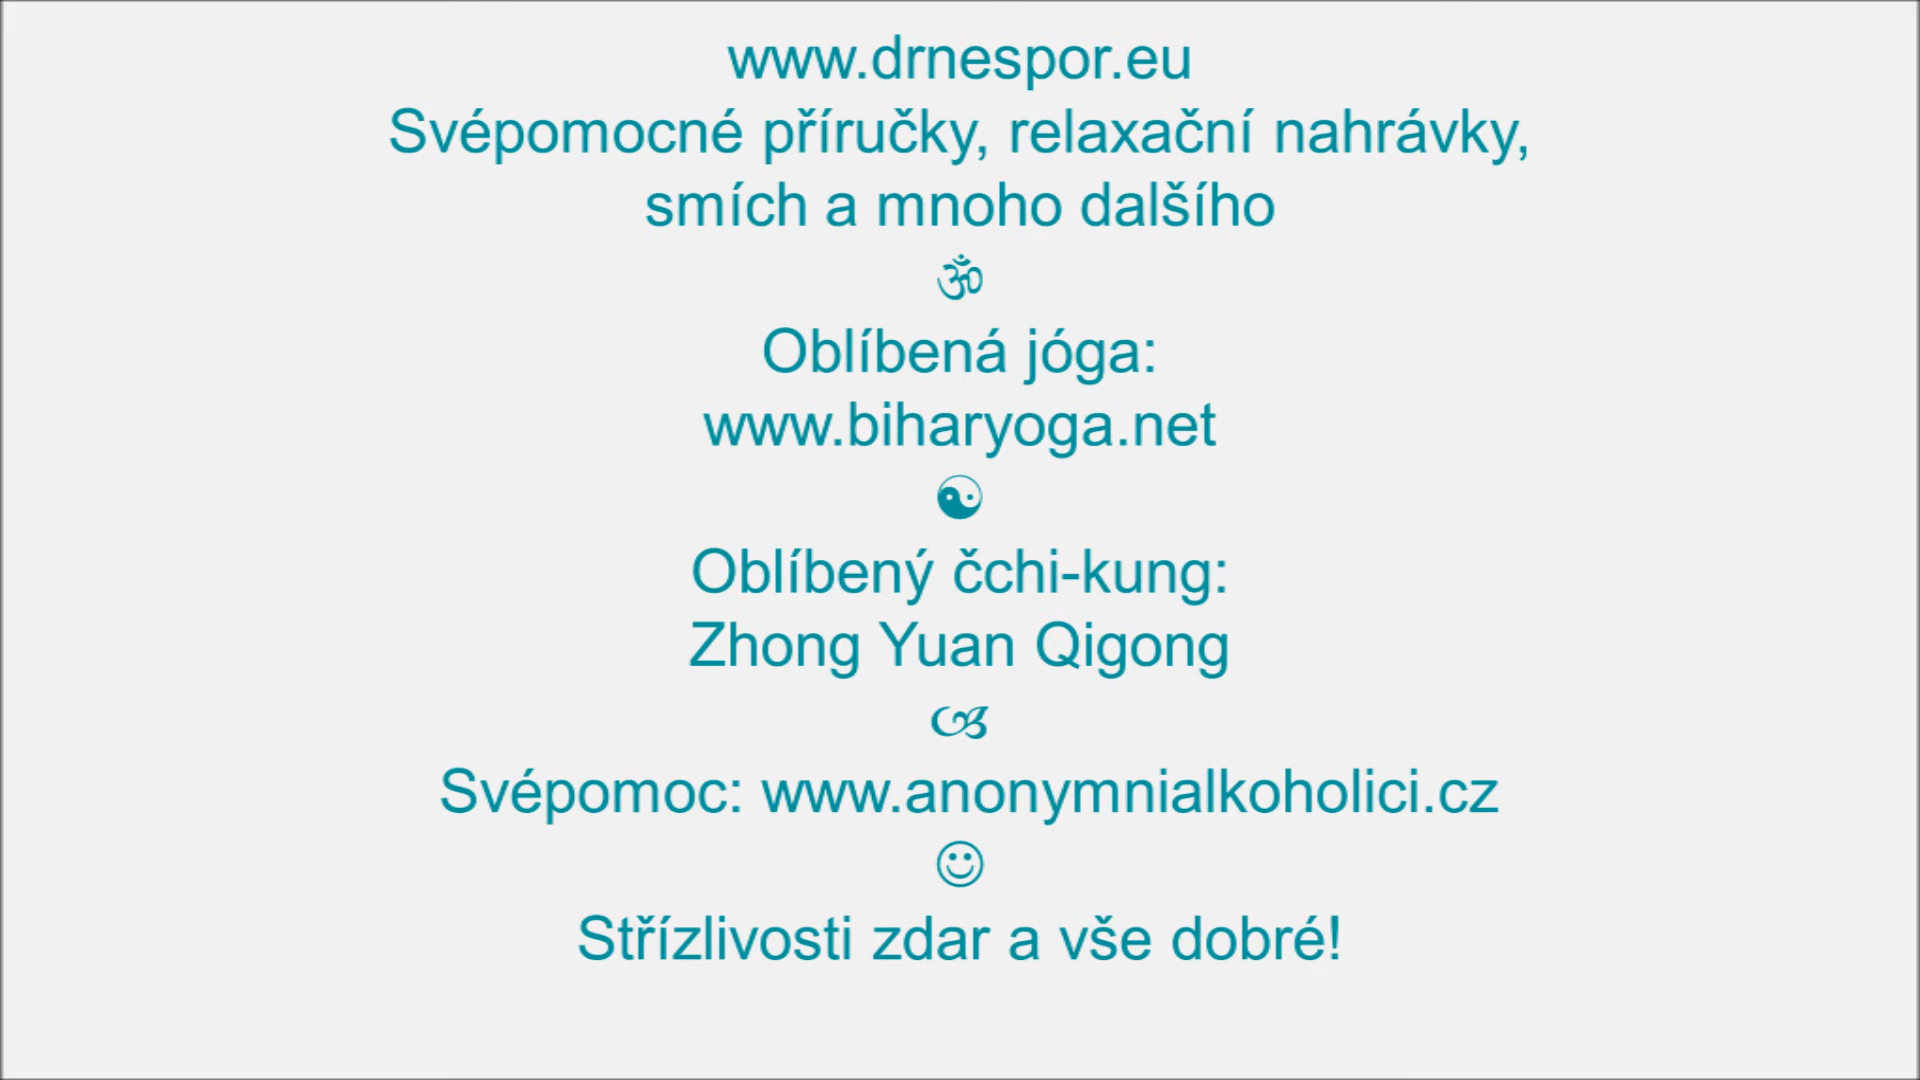 www.drnespor.eu
Svépomocné příručky, relaxační nahrávky,
smích a mnoho dalšího
ॐ
Oblíbená jóga:
www.biharyoga.net
☯
Oblíbený čchi-kung:
Zhong Yuan Qigong
Svépomoc: www.anonymnialkoholici.cz
☺
Střízlivosti zdar a vše dobré!